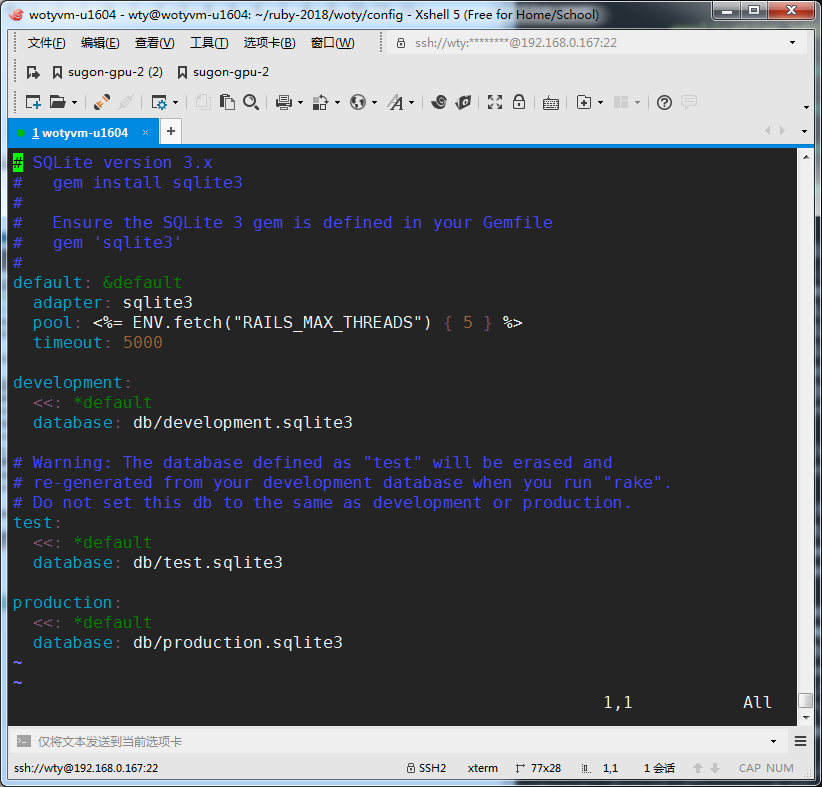 wotyvm-u1604 - wty@wotyvm-u1604: ~/ruby-2018/woty/config - Xshell 5 (Free for Home/School)
文件(F) 编辑(E) 查看(V) 工具(T) 选项卡(B) 窗口(W) ssh://wty:********@192.168.0.167:22
sugon-gpu-2 (2) sugon-gpu-2
1 wotyvm-u1604 × +
# SQLite version 3.x
#   gem install sqlite3
#
#   Ensure the SQLite 3 gem is defined in your Gemfile
#   gem 'sqlite3'
#
default: &default
  adapter: sqlite3
  pool: <%= ENV.fetch("RAILS_MAX_THREADS") { 5 } %>
  timeout: 5000

development:
  <<: *default
  database: db/development.sqlite3

# Warning: The database defined as "test" will be erased and
# re-generated from your development database when you run "rake".
# Do not set this db to the same as development or production.
test:
  <<: *default
  database: db/test.sqlite3

production:
  <<: *default
  database: db/production.sqlite3
~
~
1,1 All
仅将文本发送到当前选项卡
ssh://wty@192.168.0.167:22 SSH2 xterm 77x28 1,1 1 会话 CAP NUM